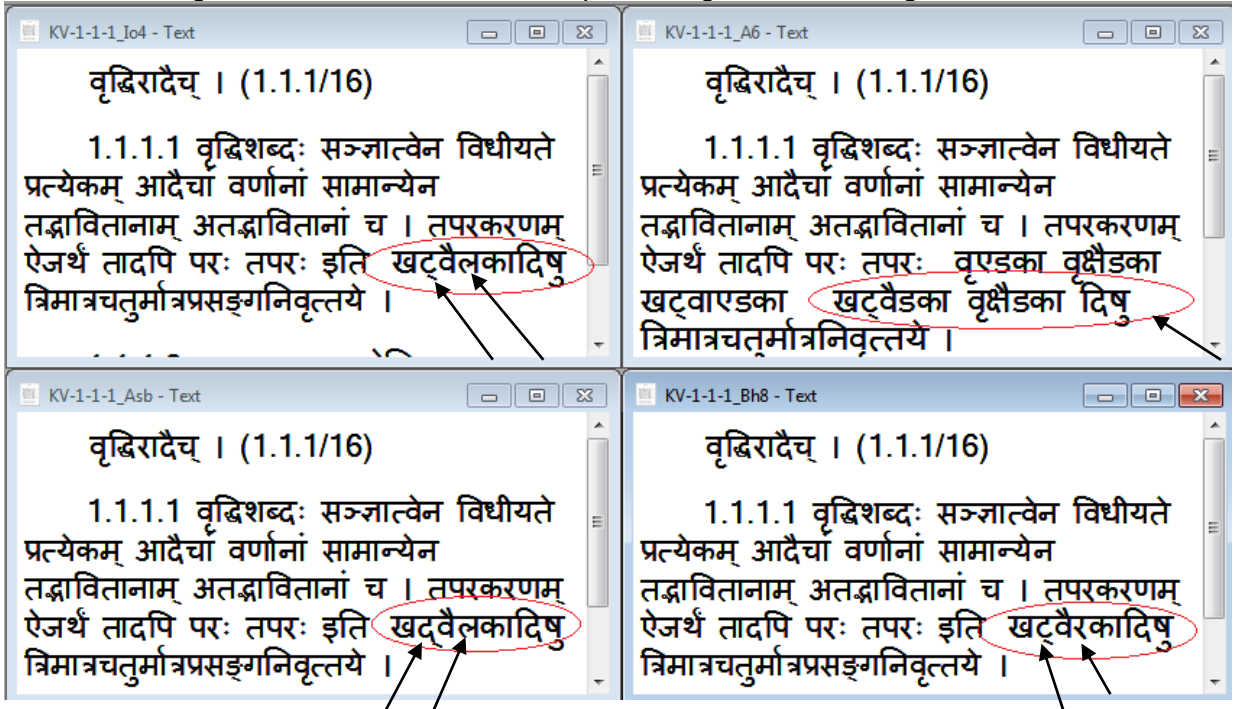 KV-1-1-1_Io4 - Text
वृद्धिरादैच् । (1.1.1/16)
1.1.1.1 वृद्धिशब्दः सञ्ज्ञात्वेन विधीयते
प्रत्येकम् आदैचां वर्णानां सामान्येन
तद्भावितानाम् अतद्भावितानां च । तपरकरणम्
ऐजर्थं तादपि परः तपरः इति खट्वैलकादिषु
त्रिमात्रचतुर्मात्रप्रसङ्गनिवृत्तये ।
KV-1-1-1_A6 - Text
वृद्धिरादैच् । (1.1.1/16)
1.1.1.1 वृद्धिशब्दः सञ्ज्ञात्वेन विधीयते
प्रत्येकम् आदैचां वर्णानां सामान्येन
तद्भावितानाम् अतद्भावितानां च । तपरकरणम्
ऐजर्थं तादपि परः तपरः वृएडका वृक्षैडका
खट्वाएडका खट्वैडका वृक्षैडका दिषु
त्रिमात्रचतुर्मात्रनिवृत्तये ।
KV-1-1-1_Asb - Text
वृद्धिरादैच् । (1.1.1/16)
1.1.1.1 वृद्धिशब्दः सञ्ज्ञात्वेन विधीयते
प्रत्येकम् आदैचां वर्णानां सामान्येन
तद्भावितानाम् अतद्भावितानां च । तपरकरणम्
ऐजर्थं तादपि परः तपरः इति खद्वैलकादिषु
त्रिमात्रचतुर्मात्रप्रसङ्गनिवृत्तये ।
KV-1-1-1_Bh8 - Text
वृद्धिरादैच् । (1.1.1/16)
1.1.1.1 वृद्धिशब्दः सञ्ज्ञात्वेन विधीयते
प्रत्येकम् आदैचां वर्णानां सामान्येन
तद्भावितानाम् अतद्भावितानां च । तपरकरणम्
ऐजर्थं तादपि परः तपरः इति खट्वैरकादिषु
त्रिमात्रचतुर्मात्रप्रसङ्गनिवृत्तये ।